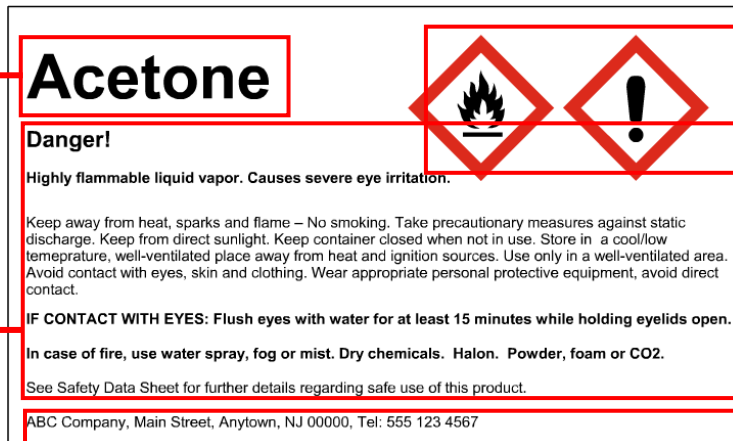 Acetone
Danger!
Highly flammable liquid vapor. Causes severe eye irritation.
Keep away from heat, sparks and flame – No smoking. Take precautionary measures against static
discharge. Keep from direct sunlight. Keep container closed when not in use. Store in  a cool/low
temeprature, well-ventilated place away from heat and ignition sources. Use only in a well-ventilated area.
Avoid contact with eyes, skin and clothing. Wear appropriate personal protective equipment, avoid direct
contact.
IF CONTACT WITH EYES: Flush eyes with water for at least 15 minutes while holding eyelids open.
In case of fire, use water spray, fog or mist. Dry chemicals.  Halon.  Powder, foam or CO2.
See Safety Data Sheet for further details regarding safe use of this product.
ABC Company, Main Street, Anytown, NJ 00000, Tel: 555 123 4567